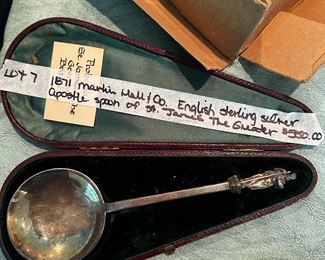 LOT 7
1871 Martin Hall & Co. English sterling silver
apostle spoon of St. James The Greater $550.00